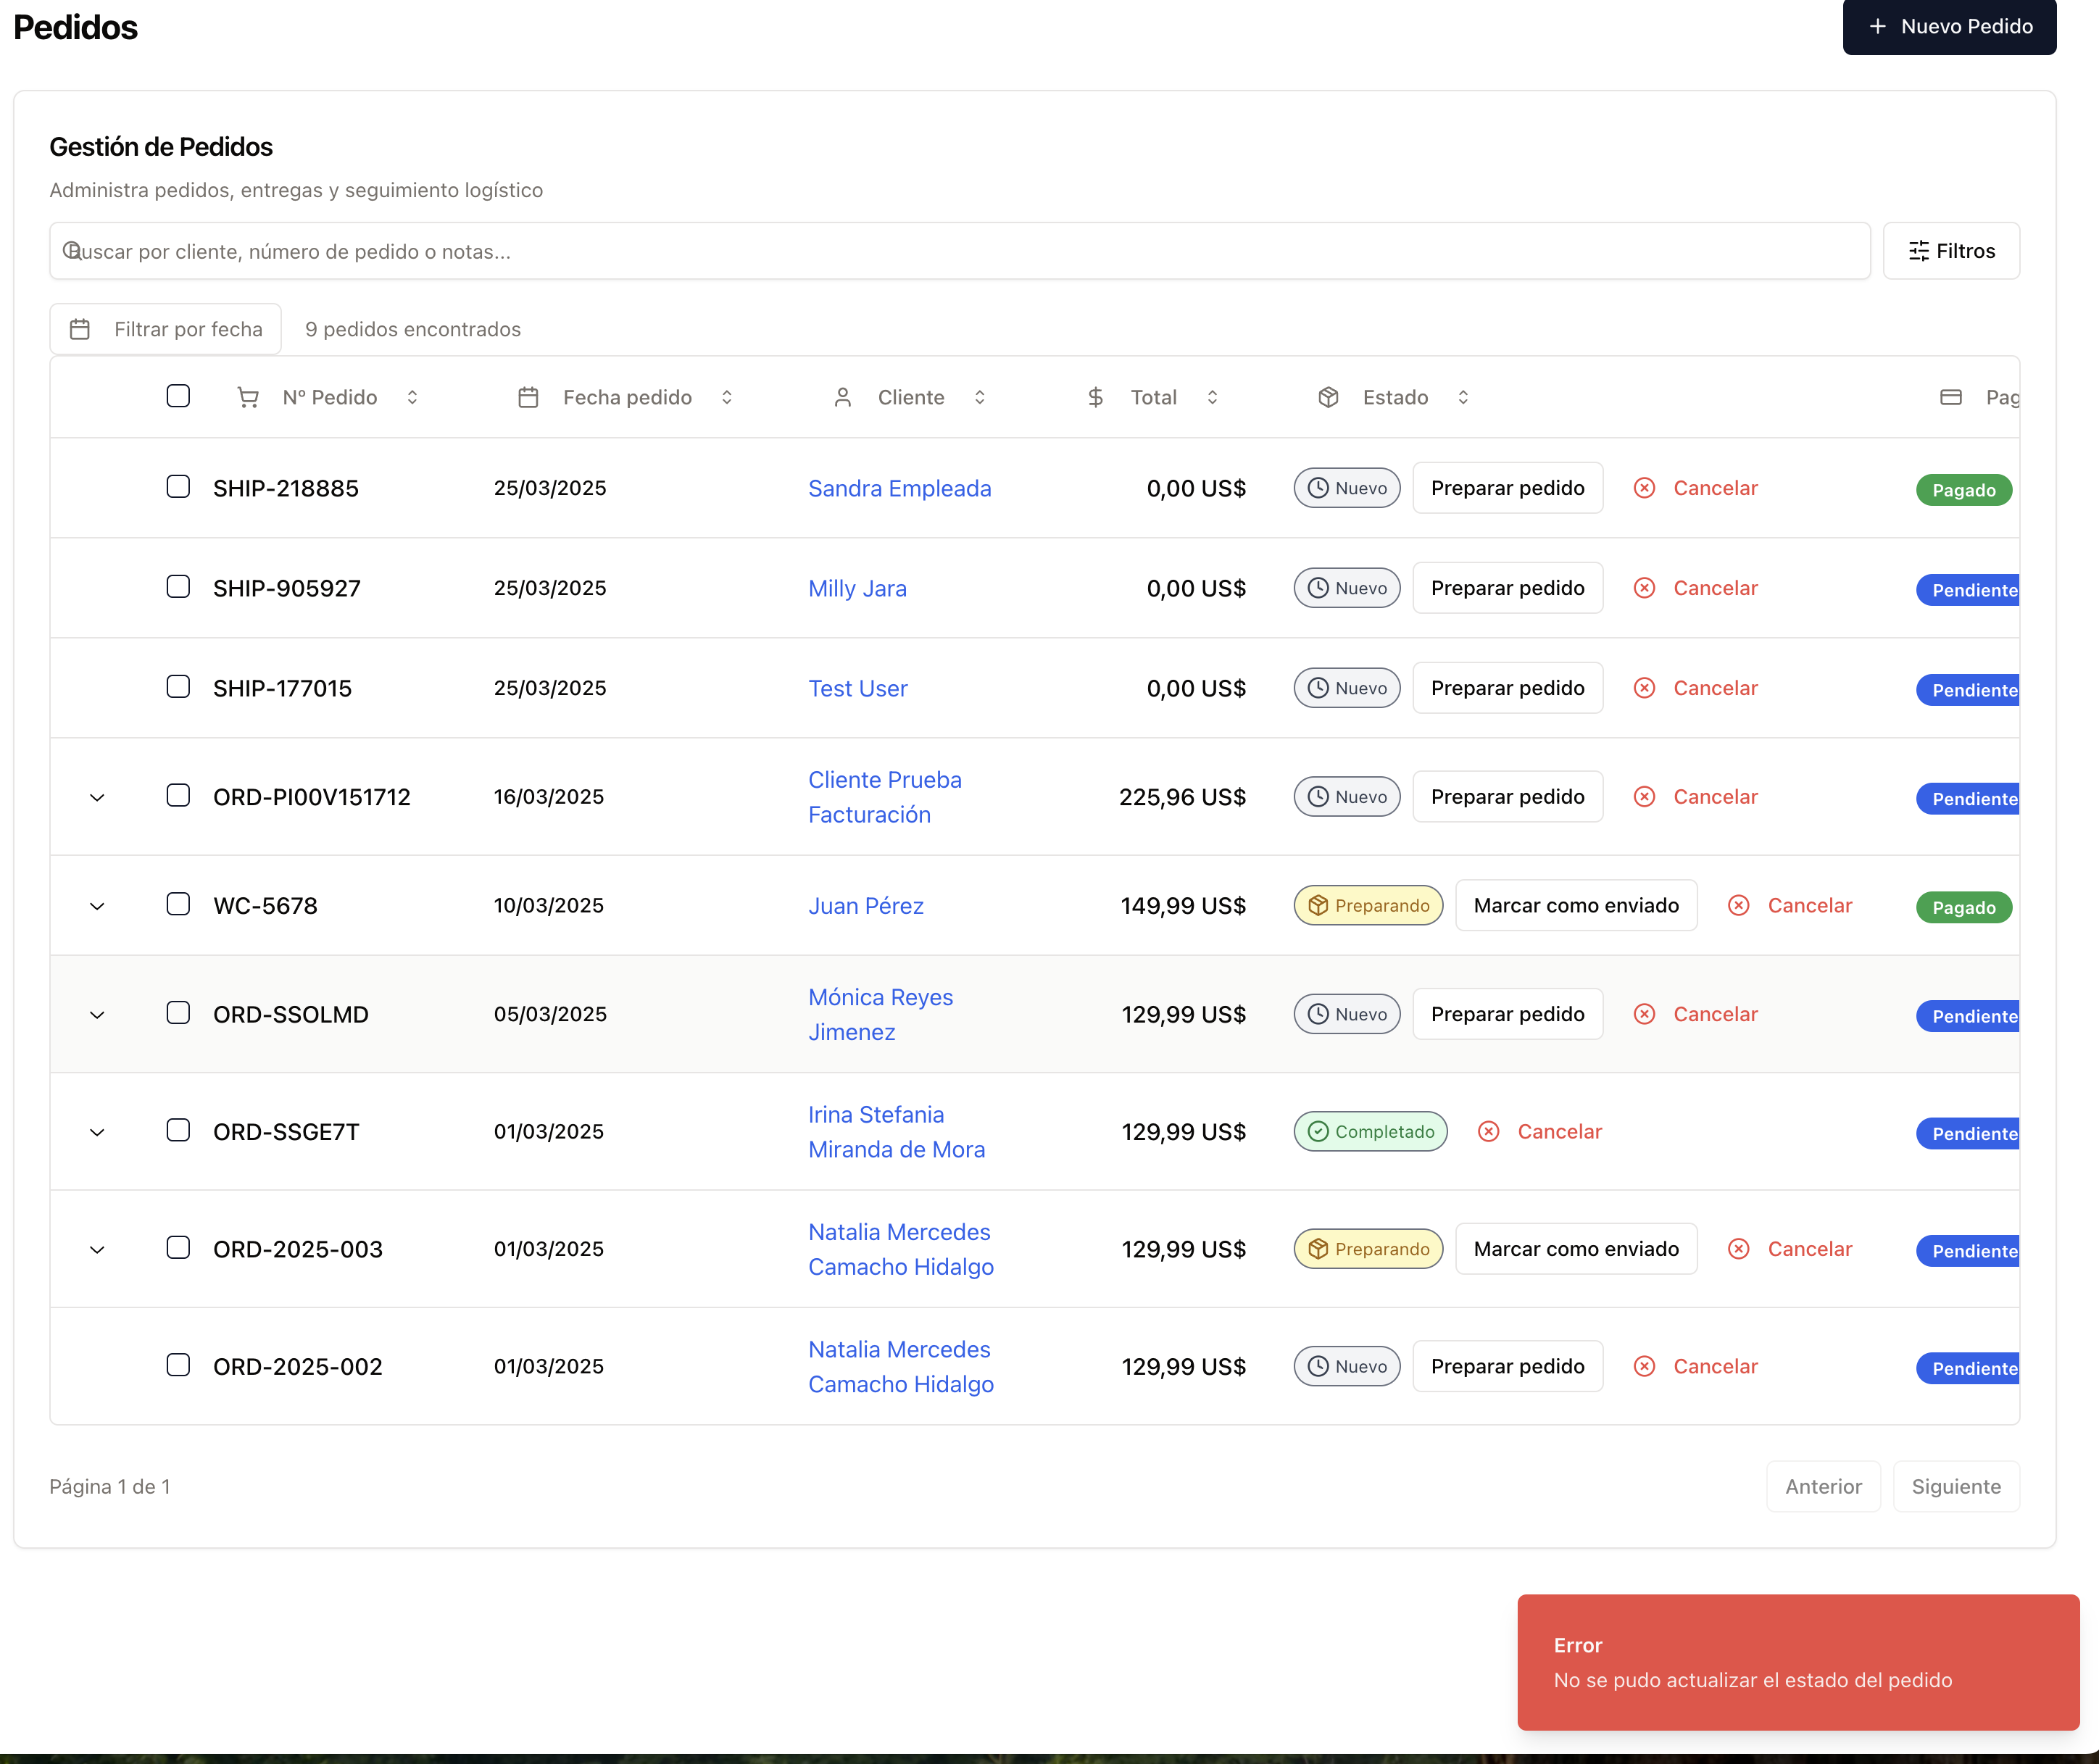 Pedidos
Nuevo Pedido
Gestión de Pedidos
Administra pedidos, entregas y seguimiento logístico
Buscar por cliente, número de pedido o notas...
Filtros
Filtrar por fecha
9 pedidos encontrados
Nº Pedido Fecha pedido Cliente Total Estado Pag
SHIP-218885 25/03/2025 Sandra Empleada 0,00 US$ Nuevo Preparar pedido Cancelar Pagado
SHIP-905927 25/03/2025 Milly Jara 0,00 US$ Nuevo Preparar pedido Cancelar Pendiente
SHIP-177015 25/03/2025 Test User 0,00 US$ Nuevo Preparar pedido Cancelar Pendiente
ORD-PI00V151712 16/03/2025 Cliente Prueba
Facturación 225,96 US$ Nuevo Preparar pedido Cancelar Pendiente
WC-5678 10/03/2025 Juan Pérez 149,99 US$ Preparando Marcar como enviado Cancelar Pagado
ORD-SSOLMD 05/03/2025 Mónica Reyes
Jimenez 129,99 US$ Nuevo Preparar pedido Cancelar Pendiente
ORD-SSGE7T 01/03/2025 Irina Stefania
Miranda de Mora 129,99 US$ Completado Cancelar Pendiente
ORD-2025-003 01/03/2025 Natalia Mercedes
Camacho Hidalgo 129,99 US$ Preparando Marcar como enviado Cancelar Pendiente
ORD-2025-002 01/03/2025 Natalia Mercedes
Camacho Hidalgo 129,99 US$ Nuevo Preparar pedido Cancelar Pendiente
Página 1 de 1
Anterior
Siguiente
Error
No se pudo actualizar el estado del pedido